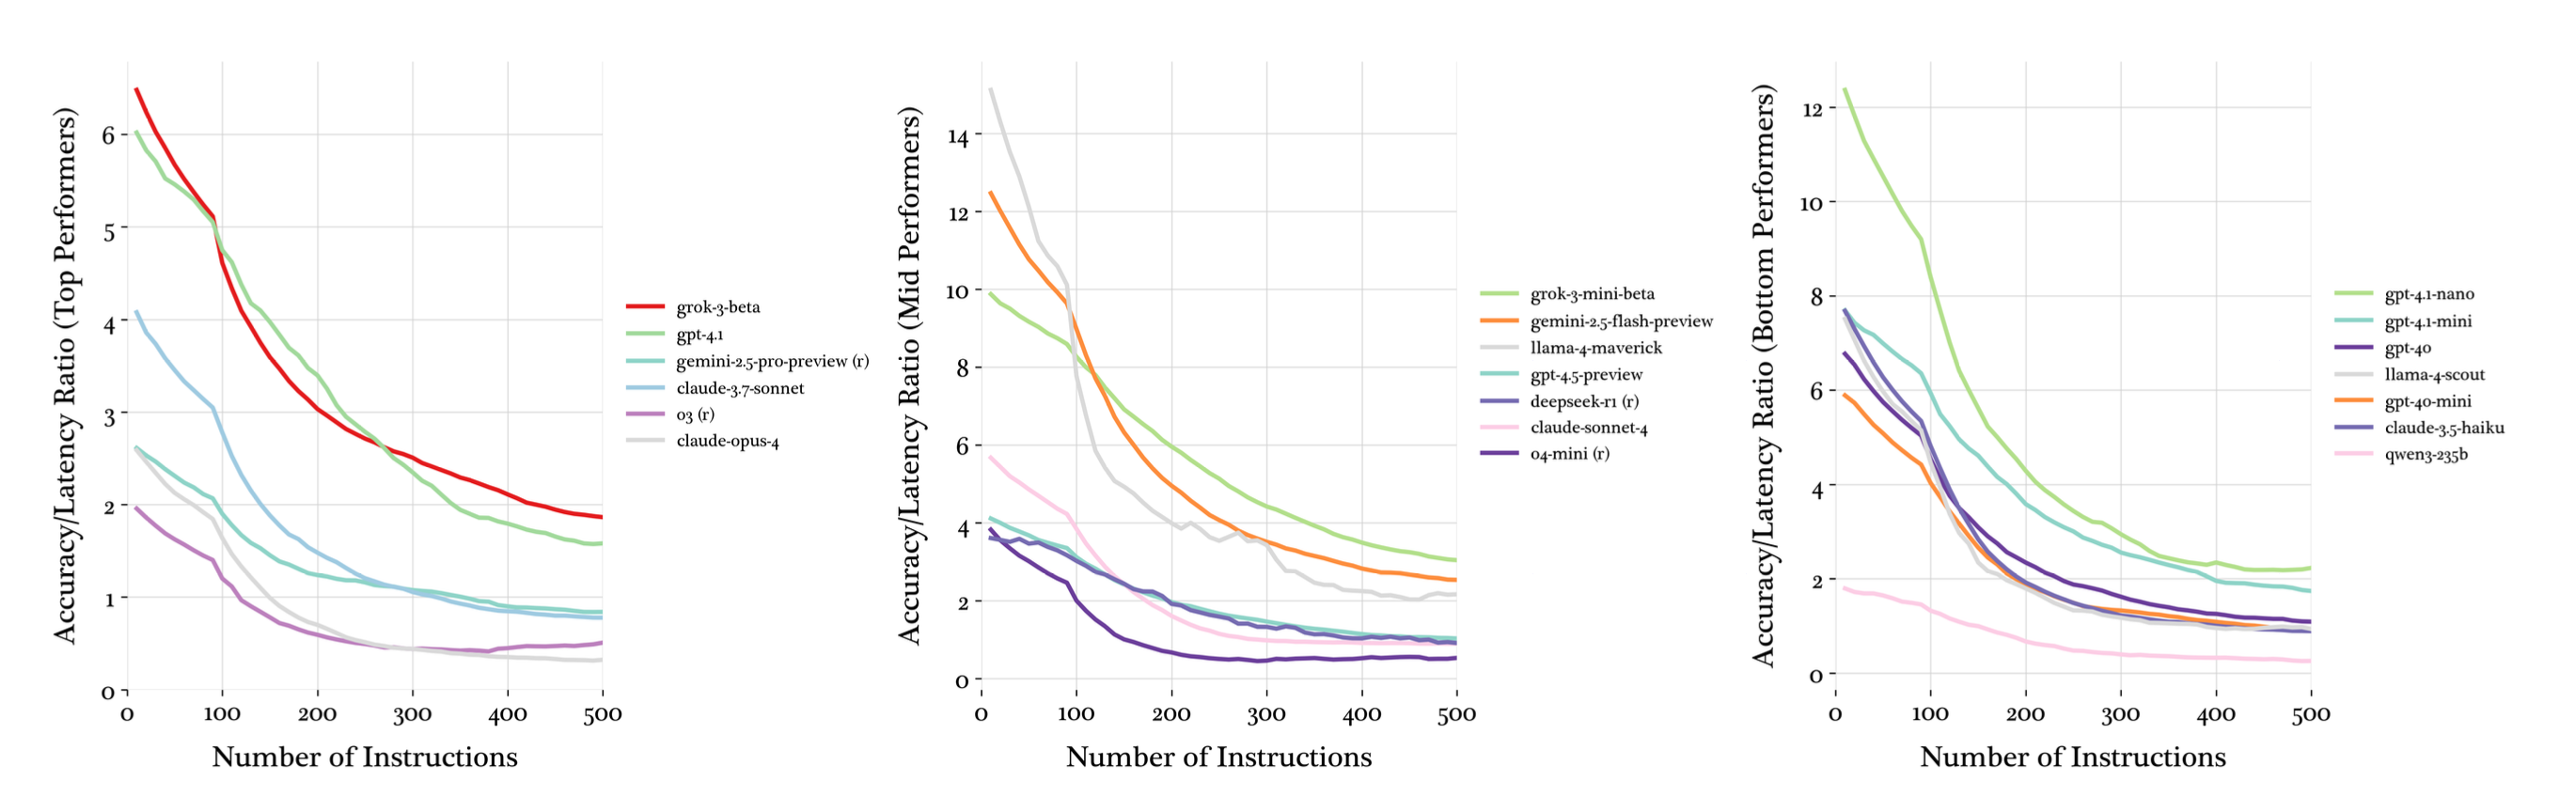 Accuracy/Latency Ratio (Top Performers)
6
5
4
3
2
1
0
0 100 200 300 400 500
Number of Instructions
grok-3-beta
gpt-4.1
gemini-2.5-pro-preview (r)
claude-3.7-sonnet
o3 (r)
claude-opus-4
Accuracy/Latency Ratio (Mid Performers)
14
12
10
8
6
4
2
0
0 100 200 300 400 500
Number of Instructions
grok-3-mini-beta
gemini-2.5-flash-preview
llama-4-maverick
gpt-4.5-preview
deepseek-r1 (r)
claude-sonnet-4
o4-mini (r)
Accuracy/Latency Ratio (Bottom Performers)
12
10
8
6
4
2
0
0 100 200 300 400 500
Number of Instructions
gpt-4.1-nano
gpt-4.1-mini
gpt-4o
llama-4-scout
gpt-4o-mini
claude-3.5-haiku
qwen3-235b